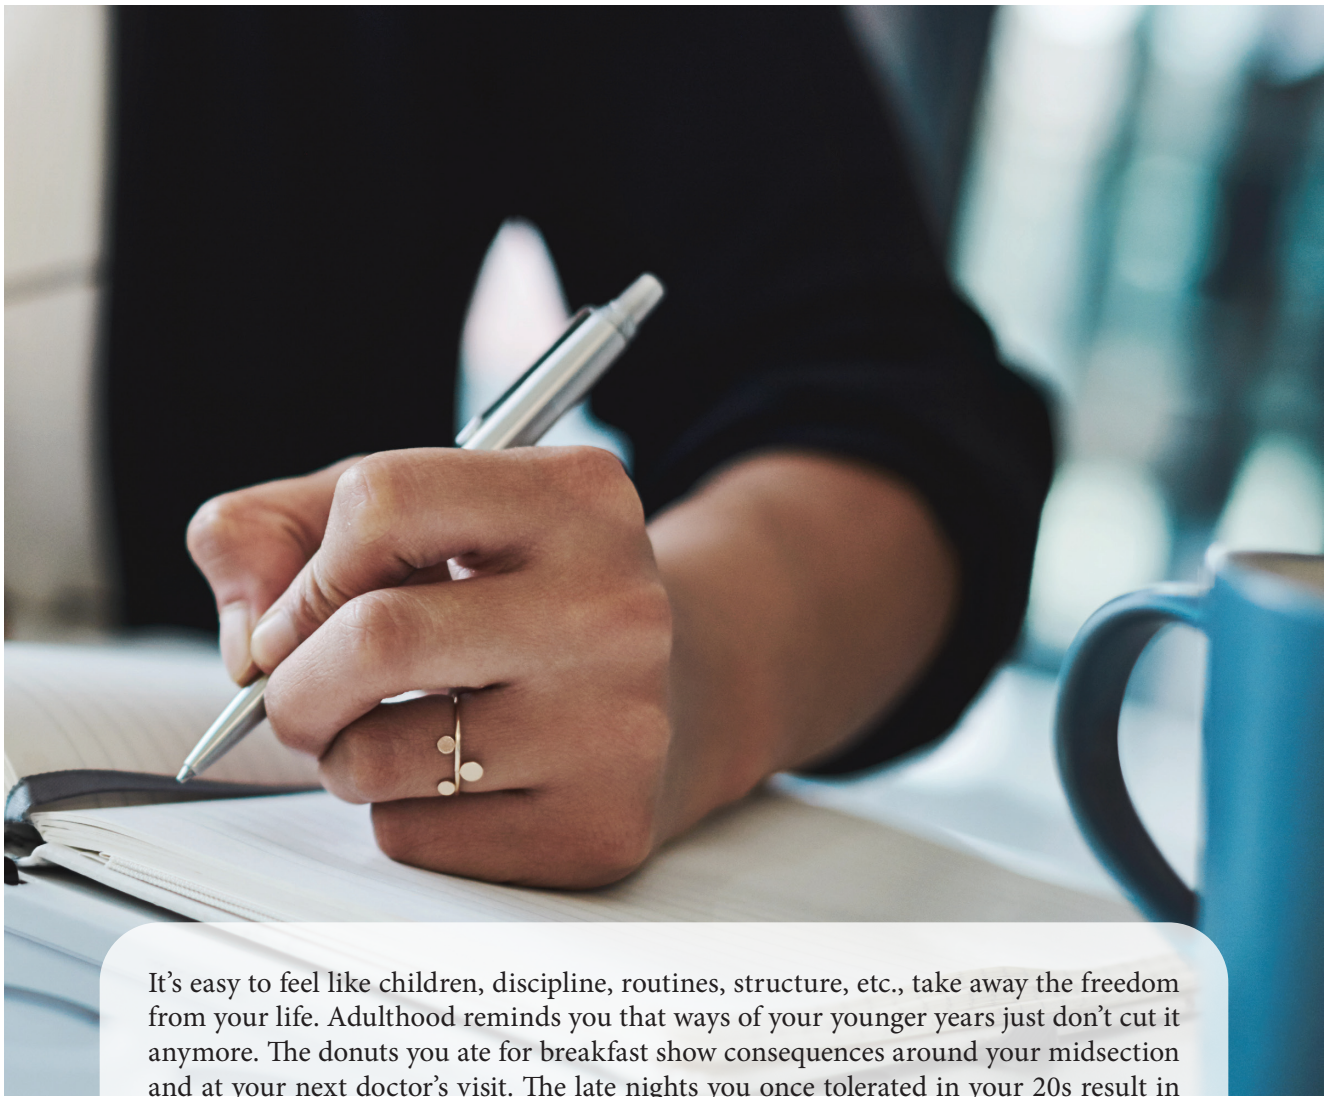 It’s easy to feel like children, discipline, routines, structure, etc., take away the freedom
from your life. Adulthood reminds you that ways of your younger years just don’t cut it
anymore. The donuts you ate for breakfast show consequences around your midsection
and at your next doctor’s visit. The late nights you once tolerated in your 20s result in